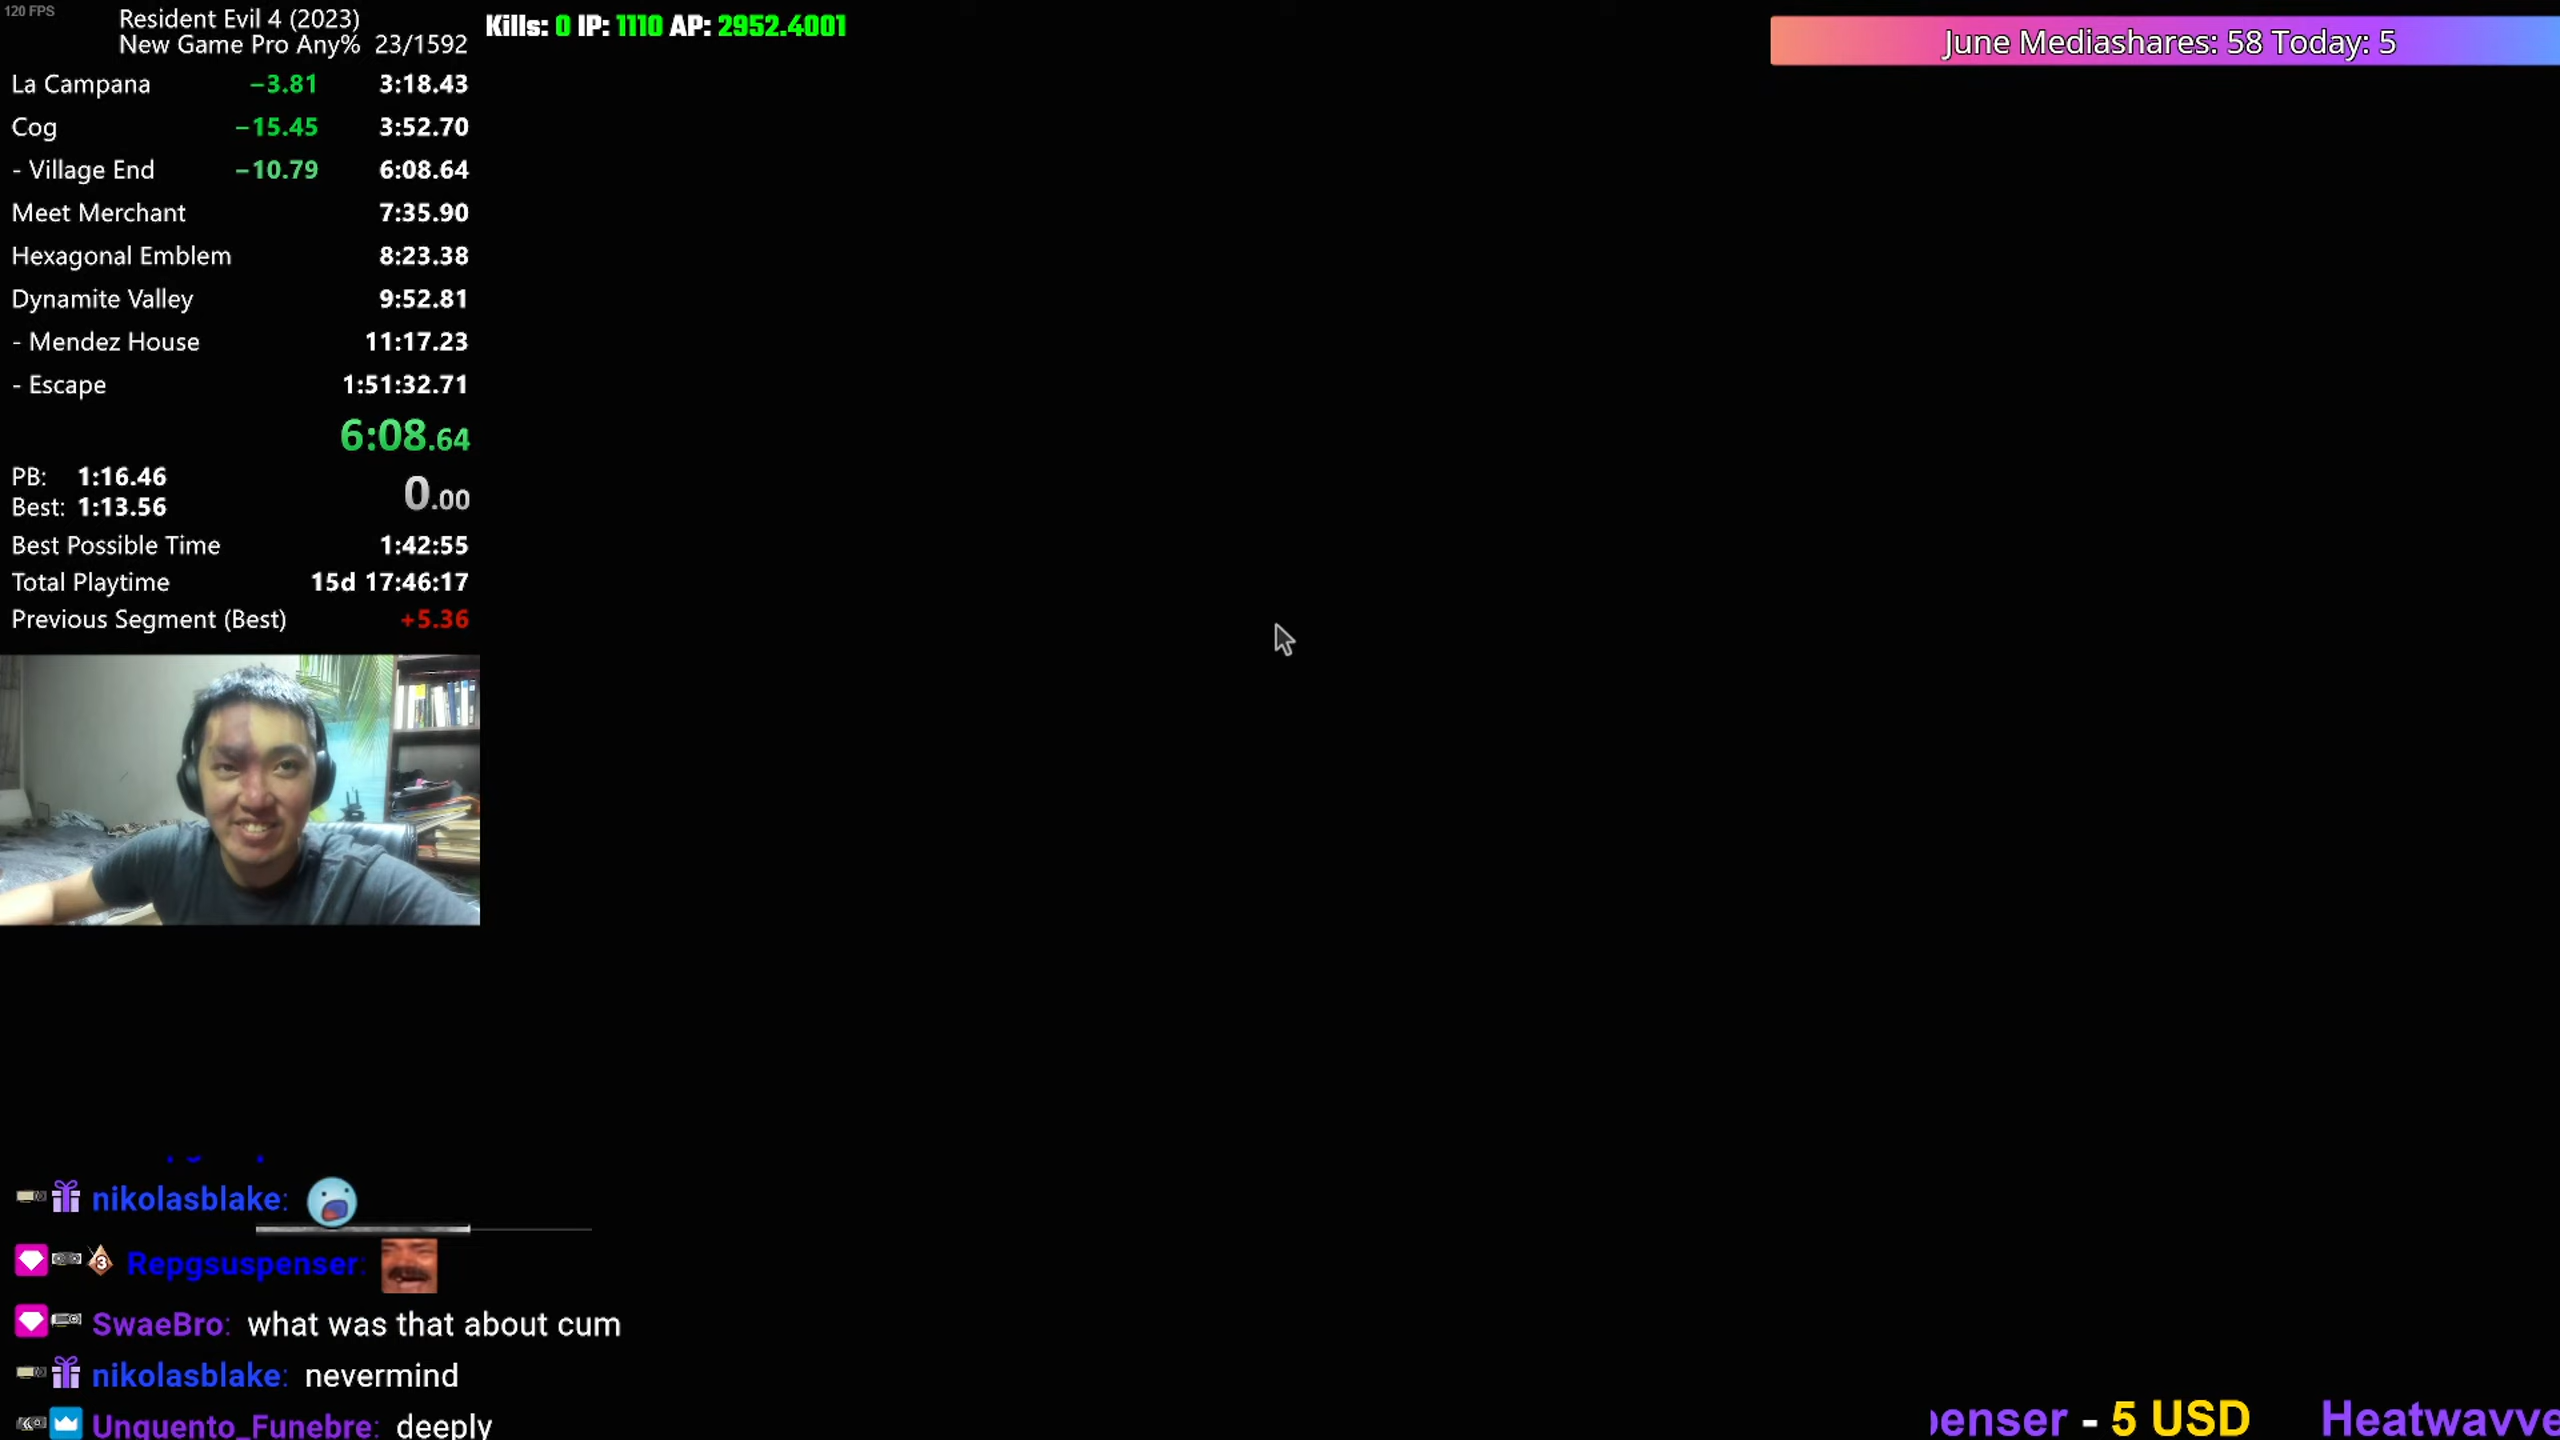 120 FPS
Resident Evil 4 (2023)
New Game Pro Any% 23/1592
Kills: 0 IP: 1110 AP: 2952.4001
June Mediashares: 58 Today: 5
La Campana -3.81 3:18.43
Cog -15.45 3:52.70
- Village End -10.79 6:08.64
Meet Merchant 7:35.90
Hexagonal Emblem 8:23.38
Dynamite Valley 9:52.81
- Mendez House 11:17.23
- Escape 1:51:32.71
6:08.64
PB: 1:16.46
Best: 1:13.56
0.00
Best Possible Time 1:42:55
Total Playtime 15d 17:46:17
Previous Segment (Best) +5.36
nikolasblake:
Repgsuspenser:
SwaeBro: what was that about cum
nikolasblake: nevermind
Unquento_Funebre: deeply
penser - 5 USD Heatwavve